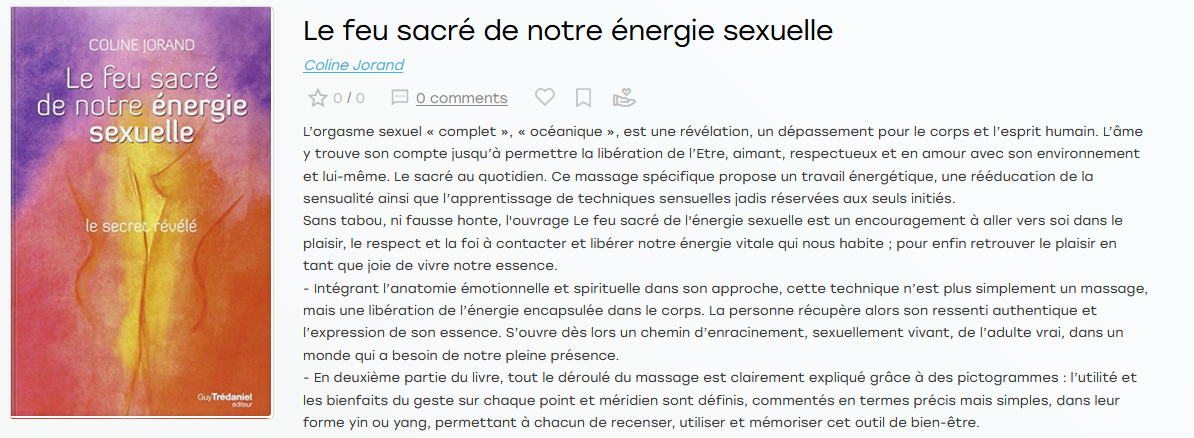 COLINE JORAND
Le feu sacré
de notre énergie
sexuelle
le secret révélé
GuyTrédaniel
éditeur
Le feu sacré de notre énergie sexuelle
Coline Jorand
0 / 0 0 comments
L’orgasme sexuel « complet », « océanique », est une révélation, un dépassement pour le corps et l’esprit humain. L’âme
y trouve son compte jusqu’à permettre la libération de l’Etre, aimant, respectueux et en amour avec son environnement
et lui-même. Le sacré au quotidien. Ce massage spécifique propose un travail énergétique, une rééducation de la
sensualité ainsi que l’apprentissage de techniques sensuelles jadis réservées aux seuls initiés.
Sans tabou, ni fausse honte, l'ouvrage Le feu sacré de l'énergie sexuelle est un encouragement à aller vers soi dans le
plaisir, le respect et la foi à contacter et libérer notre énergie vitale qui nous habite ; pour enfin retrouver le plaisir en
tant que joie de vivre notre essence.
- Intégrant l’anatomie émotionnelle et spirituelle dans son approche, cette technique n’est plus simplement un massage,
mais une libération de l’énergie encapsulée dans le corps. La personne récupère alors son ressenti authentique et
l’expression de son essence. S’ouvre dès lors un chemin d’enracinement, sexuellement vivant, de l’adulte vrai, dans un
monde qui a besoin de notre pleine présence.
- En deuxième partie du livre, tout le déroulé du massage est clairement expliqué grâce à des pictogrammes : l’utilité et
les bienfaits du geste sur chaque point et méridien sont définis, commentés en termes précis mais simples, dans leur
forme yin ou yang, permettant à chacun de recenser, utiliser et mémoriser cet outil de bien-être.